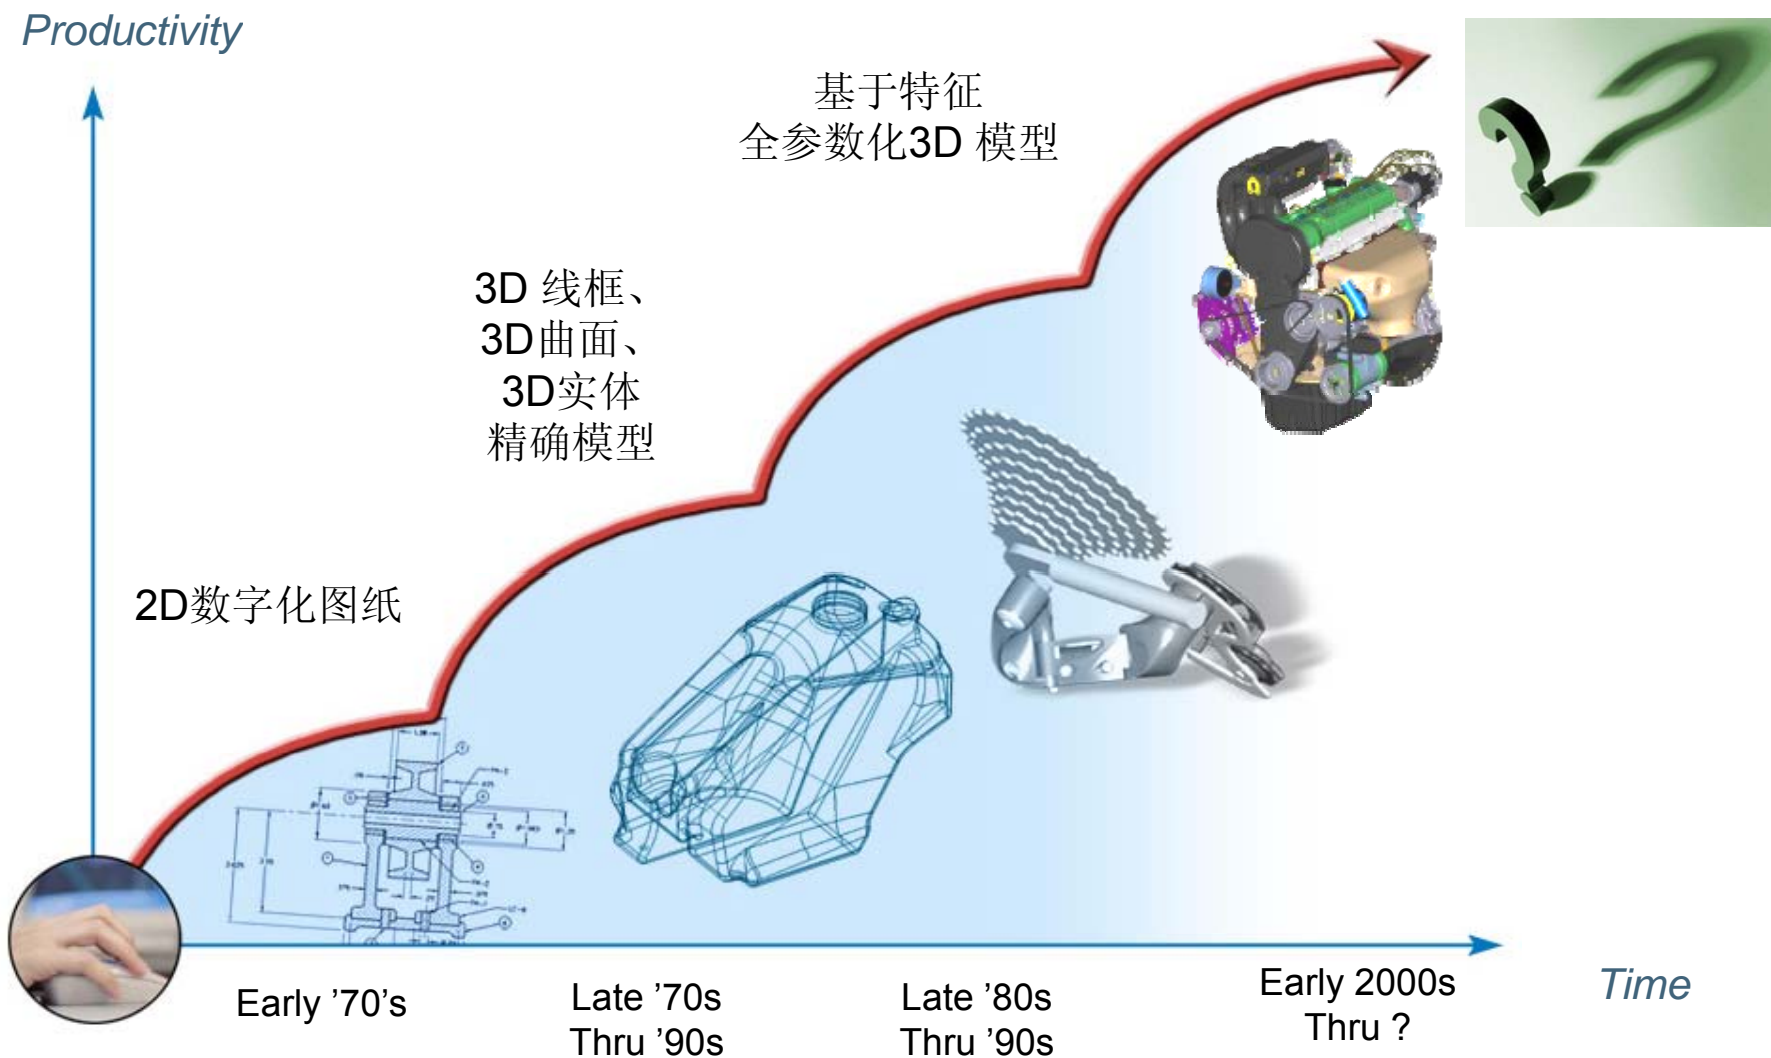 Productivity
基于特征
全参数化3D 模型
3D 线框、
3D曲面、
3D实体
精确模型
2D数字化图纸
Early ’70’s
Late ’70s
Thru ’90s
Late ’80s
Thru ’90s
Early 2000s
Thru ?
Time